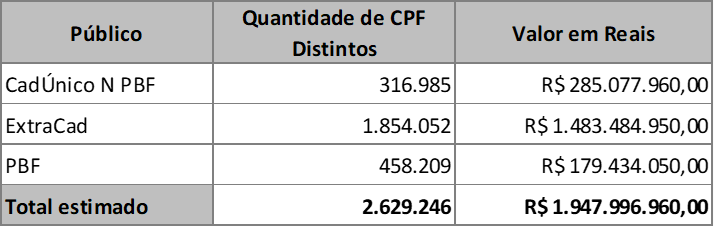 Público Quantidade de CPF Distintos Valor em Reais
CadÚnico N PBF 316.985 R$ 285.077.960,00
ExtraCad 1.854.052 R$ 1.483.484.950,00
PBF 458.209 R$ 179.434.050,00
Total estimado 2.629.246 R$ 1.947.996.960,00